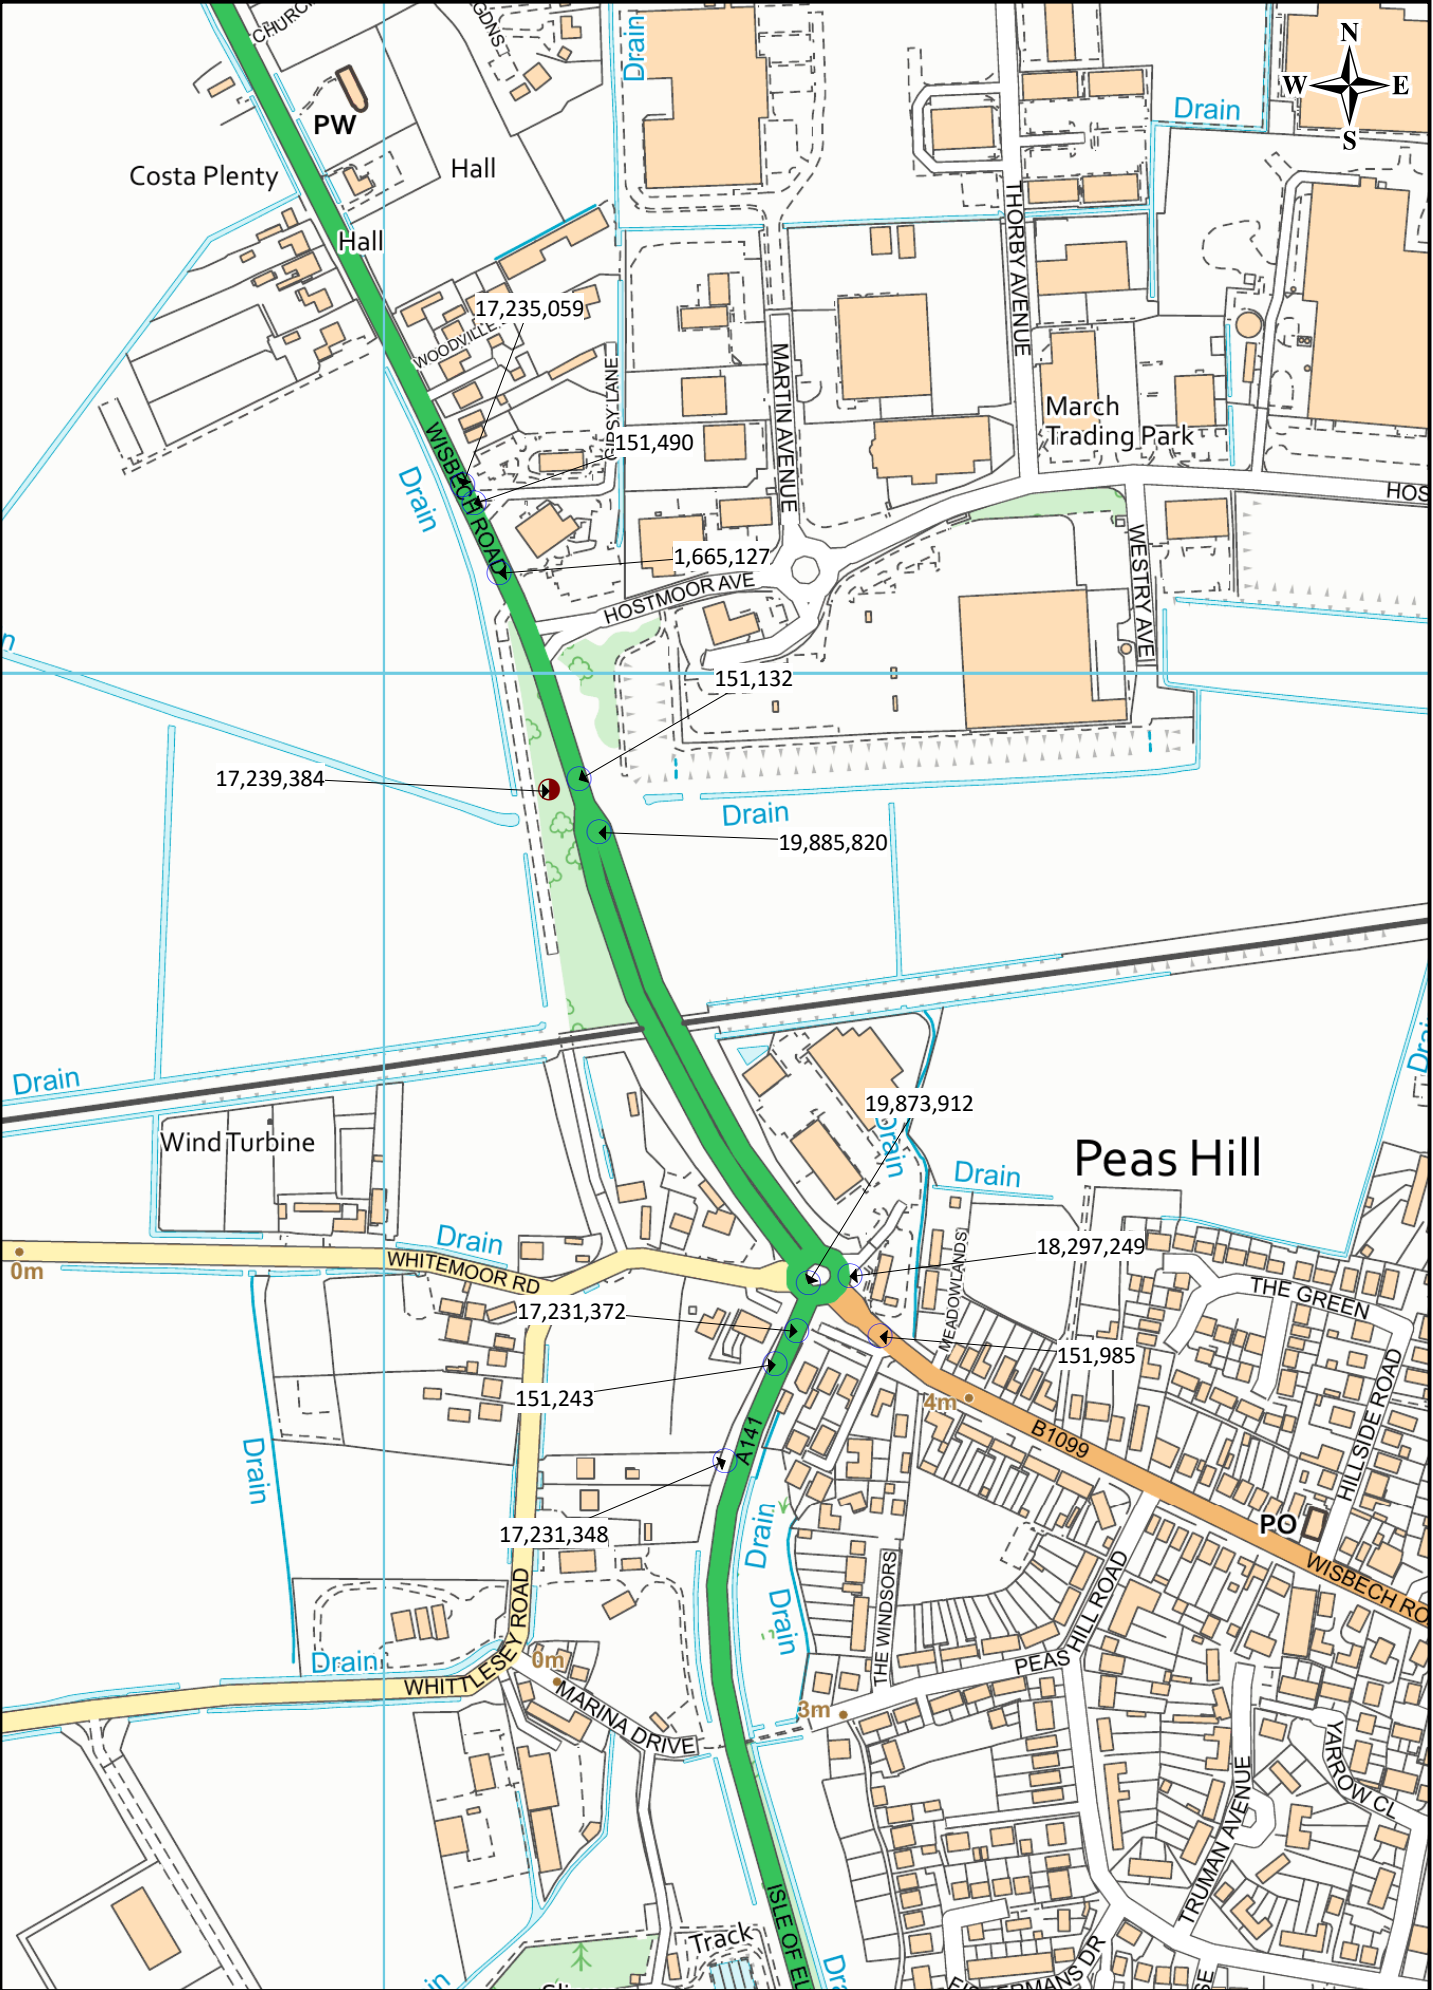 CHURCH
GDNS
Drain
N
W
E
S
PW
Drain
Costa Plenty
Hall
Hall
THORBY AVENUE
17,235,059
WOODVILLE
MARTIN AVENUE
March
Trading Park
WISBECH ROAD
151,490
Drain
HOS
1,665,127
HOSTMOOR AVE
WESTRY AVE
151,132
17,239,384
Drain
19,885,820
Drain
19,873,912
Wind Turbine
Drain
Peas Hill
Drain
Drain
WHITEMOOR RD
MEADOWLANDS
18,297,249
0m
THE GREEN
17,231,372
151,985
151,243
4m
HILLSIDE ROAD
A141
B1099
Drain
PO
17,231,348
Drain
WISBECH RO
THE WINDSORS
PEAS HILL ROAD
Drain
WHITTLESEY ROAD
Drain
0m
MARINA DRIVE
3m
YARROW CL
TRUMAN AVENUE
ISLE OF EL
Track